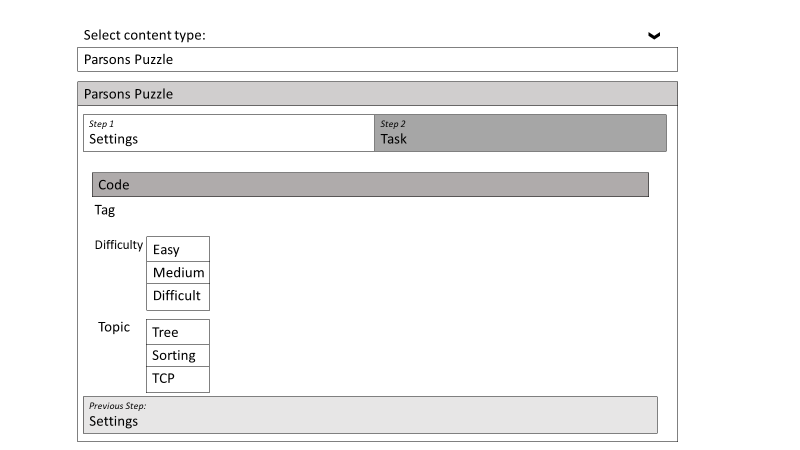 Select content type:
Parsons Puzzle
Parsons Puzzle
Step 1
Settings
Step 2
Task
Code
Tag
Difficulty
Easy
Medium
Difficult
Topic
Tree
Sorting
TCP
Previous Step:
Settings